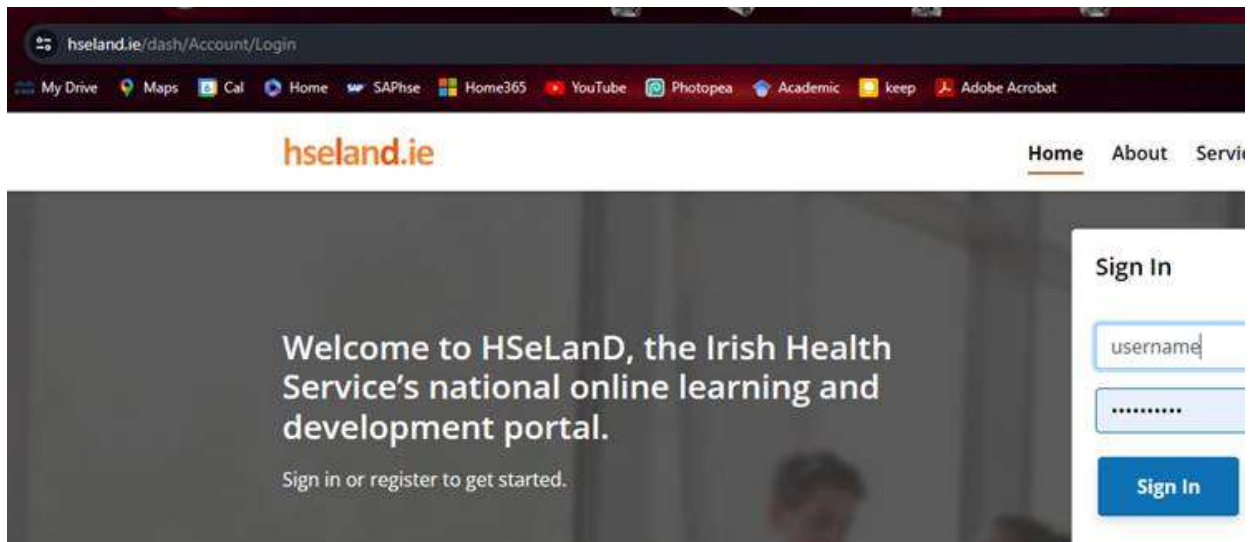 hseland.ie/dash/Account/Login
My Drive Maps Cal Home SAPhse Home365 YouTube Photopea Academic keep Adobe Acrobat
hseland.ie
Home About Servic
Sign In
username
Welcome to HSeLanD, the Irish Health
Service's national online learning and
development portal.
Sign in or register to get started.
Sign In